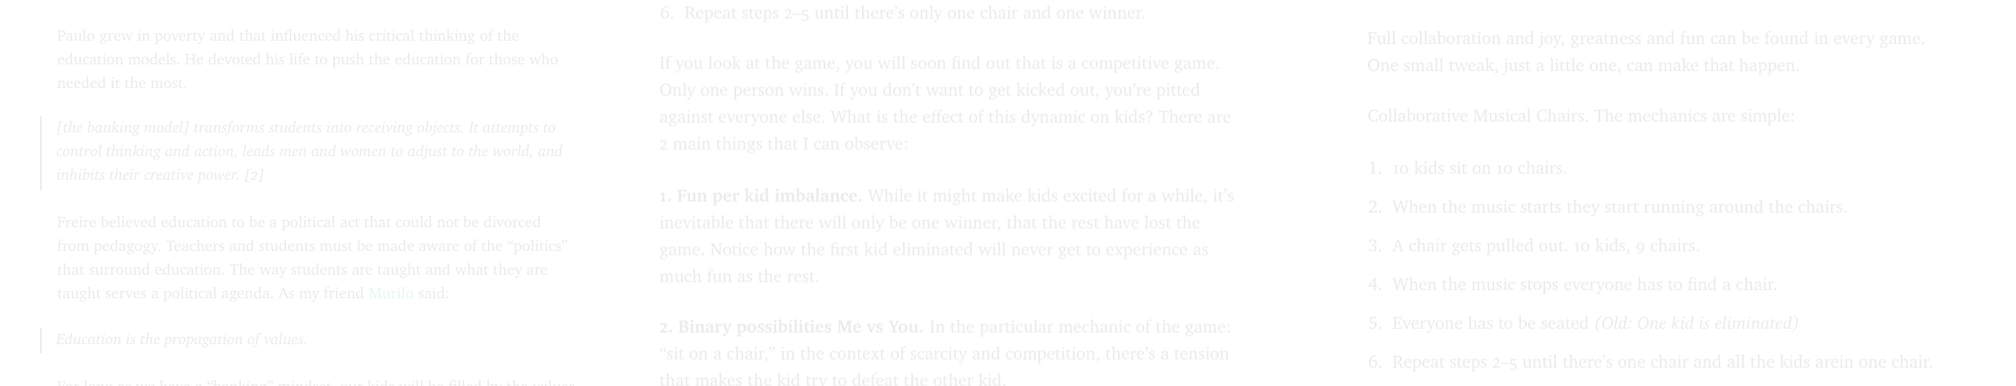 Paulo grew in poverty and that influenced his critical thinking of the
education models. He devoted his life to push the education for those who
needed it the most.
[the banking model] transforms students into receiving objects. It attempts to
control thinking and action, leads men and women to adjust to the world, and
inhibits their creative power. [2]
Freire believed education to be a political act that could not be divorced
from pedagogy. Teachers and students must be made aware of the “politics”
that surround education. The way students are taught and what they are
taught serves a political agenda. As my friend Murilo said:
Education is the propagation of values.
For long as we have a “banking” mindset, our kids will be filled by the values
6. Repeat steps 2–5 until there’s only one chair and one winner.
If you look at the game, you will soon find out that is a competitive game.
Only one person wins. If you don’t want to get kicked out, you’re pitted
against everyone else. What is the effect of this dynamic on kids? There are
2 main things that I can observe:
1. Fun per kid imbalance. While it might make kids excited for a while, it’s
inevitable that there will only be one winner, that the rest have lost the
game. Notice how the first kid eliminated will never get to experience as
much fun as the rest.
2. Binary possibilities Me vs You. In the particular mechanic of the game:
“sit on a chair,” in the context of scarcity and competition, there’s a tension
that makes the kid try to defeat the other kid.
Full collaboration and joy, greatness and fun can be found in every game.
One small tweak, just a little one, can make that happen.
Collaborative Musical Chairs. The mechanics are simple:
1. 10 kids sit on 10 chairs.
2. When the music starts they start running around the chairs.
3. A chair gets pulled out. 10 kids, 9 chairs.
4. When the music stops everyone has to find a chair.
5. Everyone has to be seated (Old: One kid is eliminated)
6. Repeat steps 2–5 until there’s one chair and all the kids arein one chair.